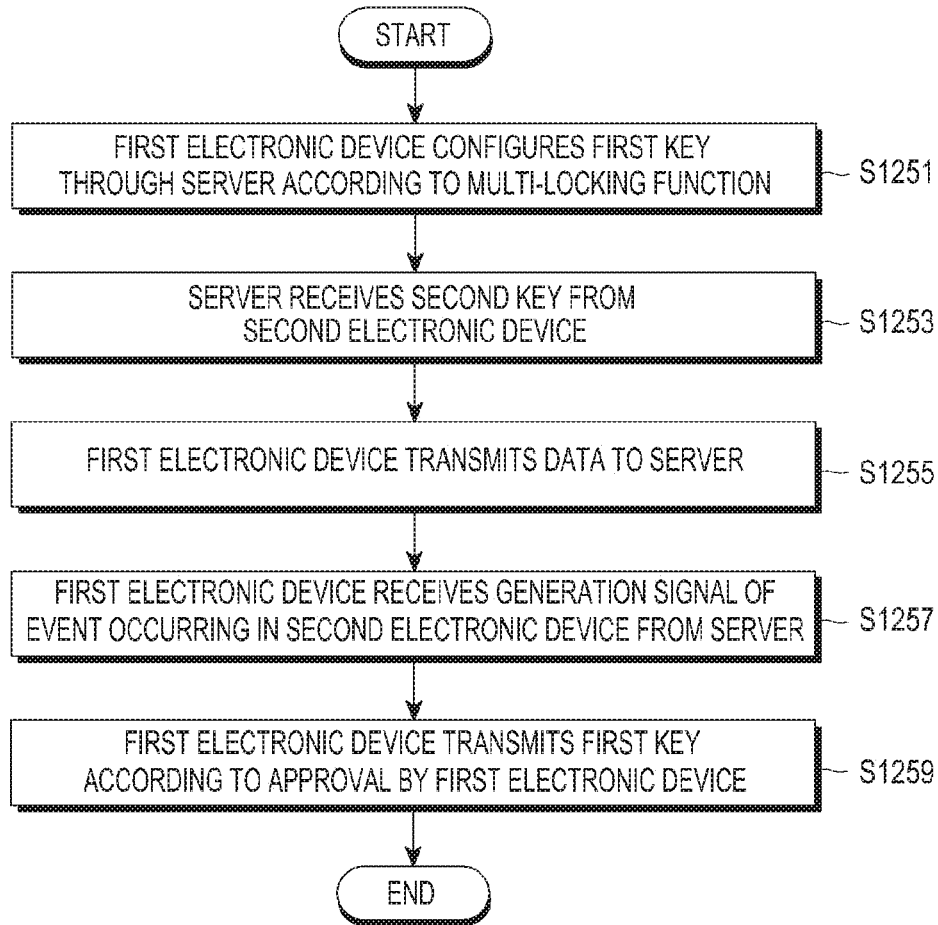 START
FIRST ELECTRONIC DEVICE CONFIGURES FIRST KEY
THROUGH SERVER ACCORDING TO MULTI-LOCKING FUNCTION
S1251
SERVER RECEIVES SECOND KEY FROM
SECOND ELECTRONIC DEVICE
S1253
FIRST ELECTRONIC DEVICE TRANSMITS DATA TO SERVER
S1255
FIRST ELECTRONIC DEVICE RECEIVES GENERATION SIGNAL OF
EVENT OCCURRING IN SECOND ELECTRONIC DEVICE FROM SERVER
S1257
FIRST ELECTRONIC DEVICE TRANSMITS FIRST KEY
ACCORDING TO APPROVAL BY FIRST ELECTRONIC DEVICE
S1259
END